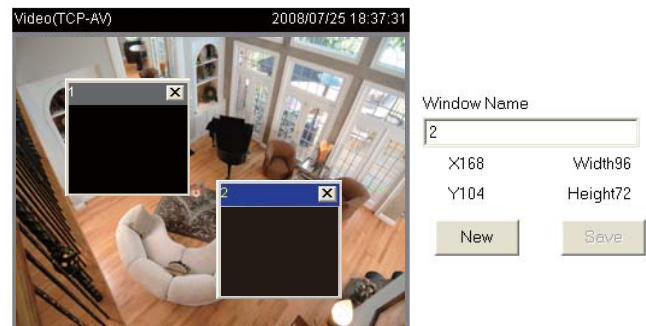 Video(TCP-AV) 2008/07/25 18:37:31
1
2
Window Name
2
X168 Width96
Y104 Height72
New Save